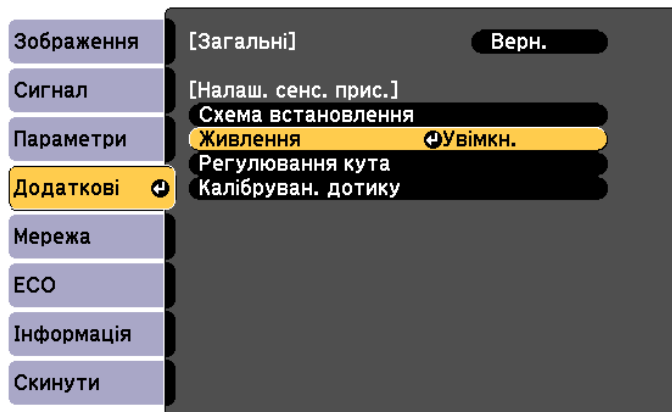 Зображення
Сигнал
Параметри
Додаткові
Мережа
ECO
Інформація
Скинути
[Загальні] Верн.
[Налаш. сенс. прис.]
Схема встановлення
Живлення Увімкн.
Регулювання кута
Калібруван. дотику